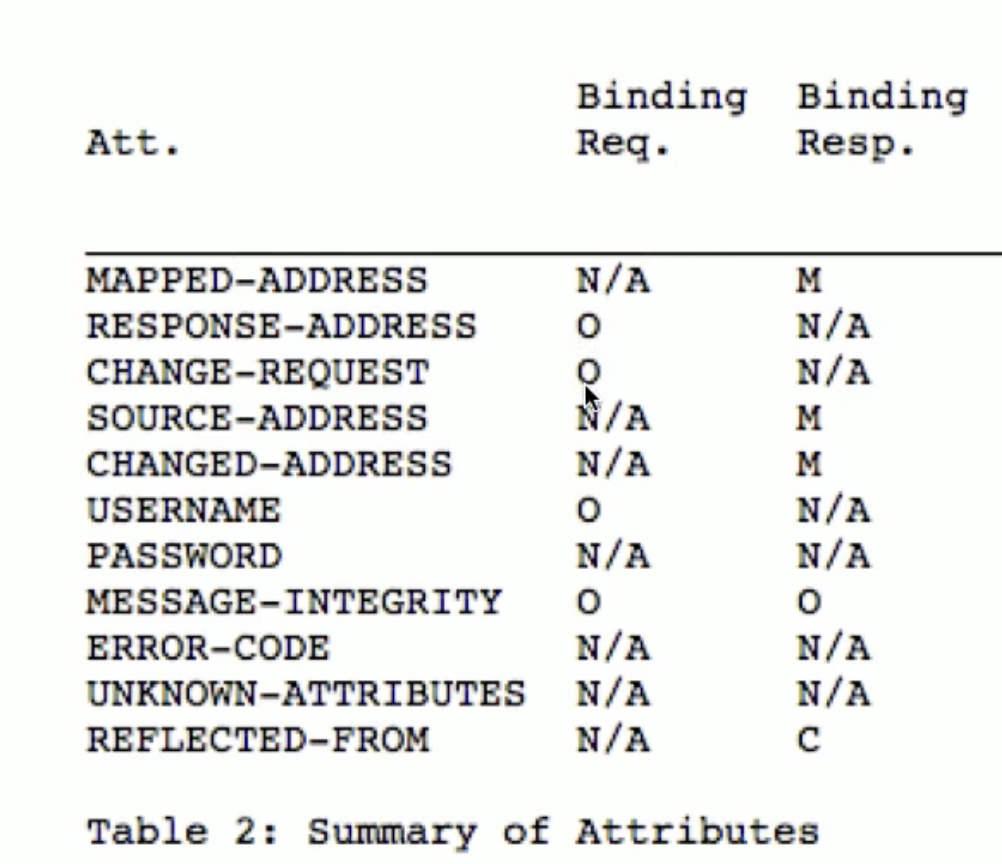 Binding Binding
Att. Req. Resp.
MAPPED-ADDRESS N/A M
RESPONSE-ADDRESS O N/A
CHANGE-REQUEST O N/A
SOURCE-ADDRESS N/A M
CHANGED-ADDRESS N/A M
USERNAME O N/A
PASSWORD N/A N/A
MESSAGE-INTEGRITY O O
ERROR-CODE N/A N/A
UNKNOWN-ATTRIBUTES N/A N/A
REFLECTED-FROM N/A C
Table 2: Summary of Attributes